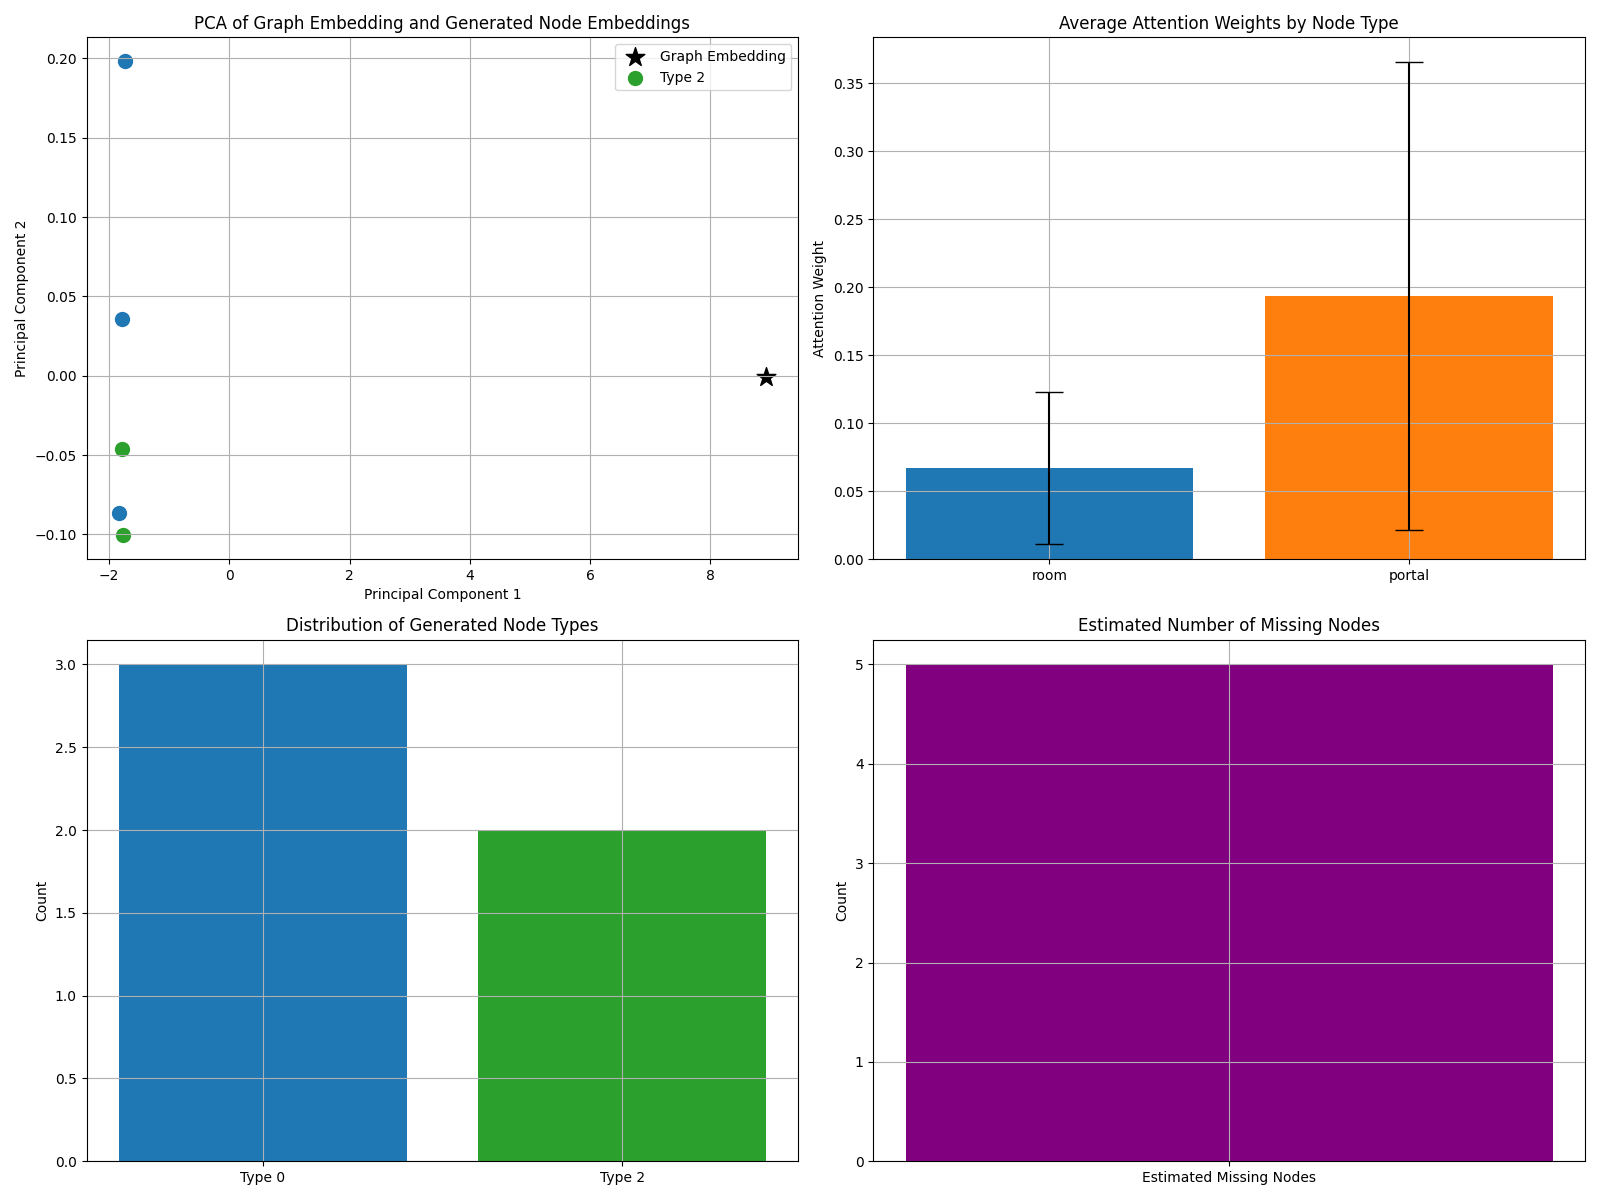 PCA of Graph Embedding and Generated Node Embeddings
Graph Embedding
Type 2
Principal Component 2
0.20
0.15
0.10
0.05
0.00
−0.05
−0.10
−2
0
2
4
6
8
Principal Component 1
Average Attention Weights by Node Type
Attention Weight
0.35
0.30
0.25
0.20
0.15
0.10
0.05
0.00
room
portal
Distribution of Generated Node Types
Count
3.0
2.5
2.0
1.5
1.0
0.5
0.0
Type 0
Type 2
Estimated Number of Missing Nodes
Count
5
4
3
2
1
0
Estimated Missing Nodes